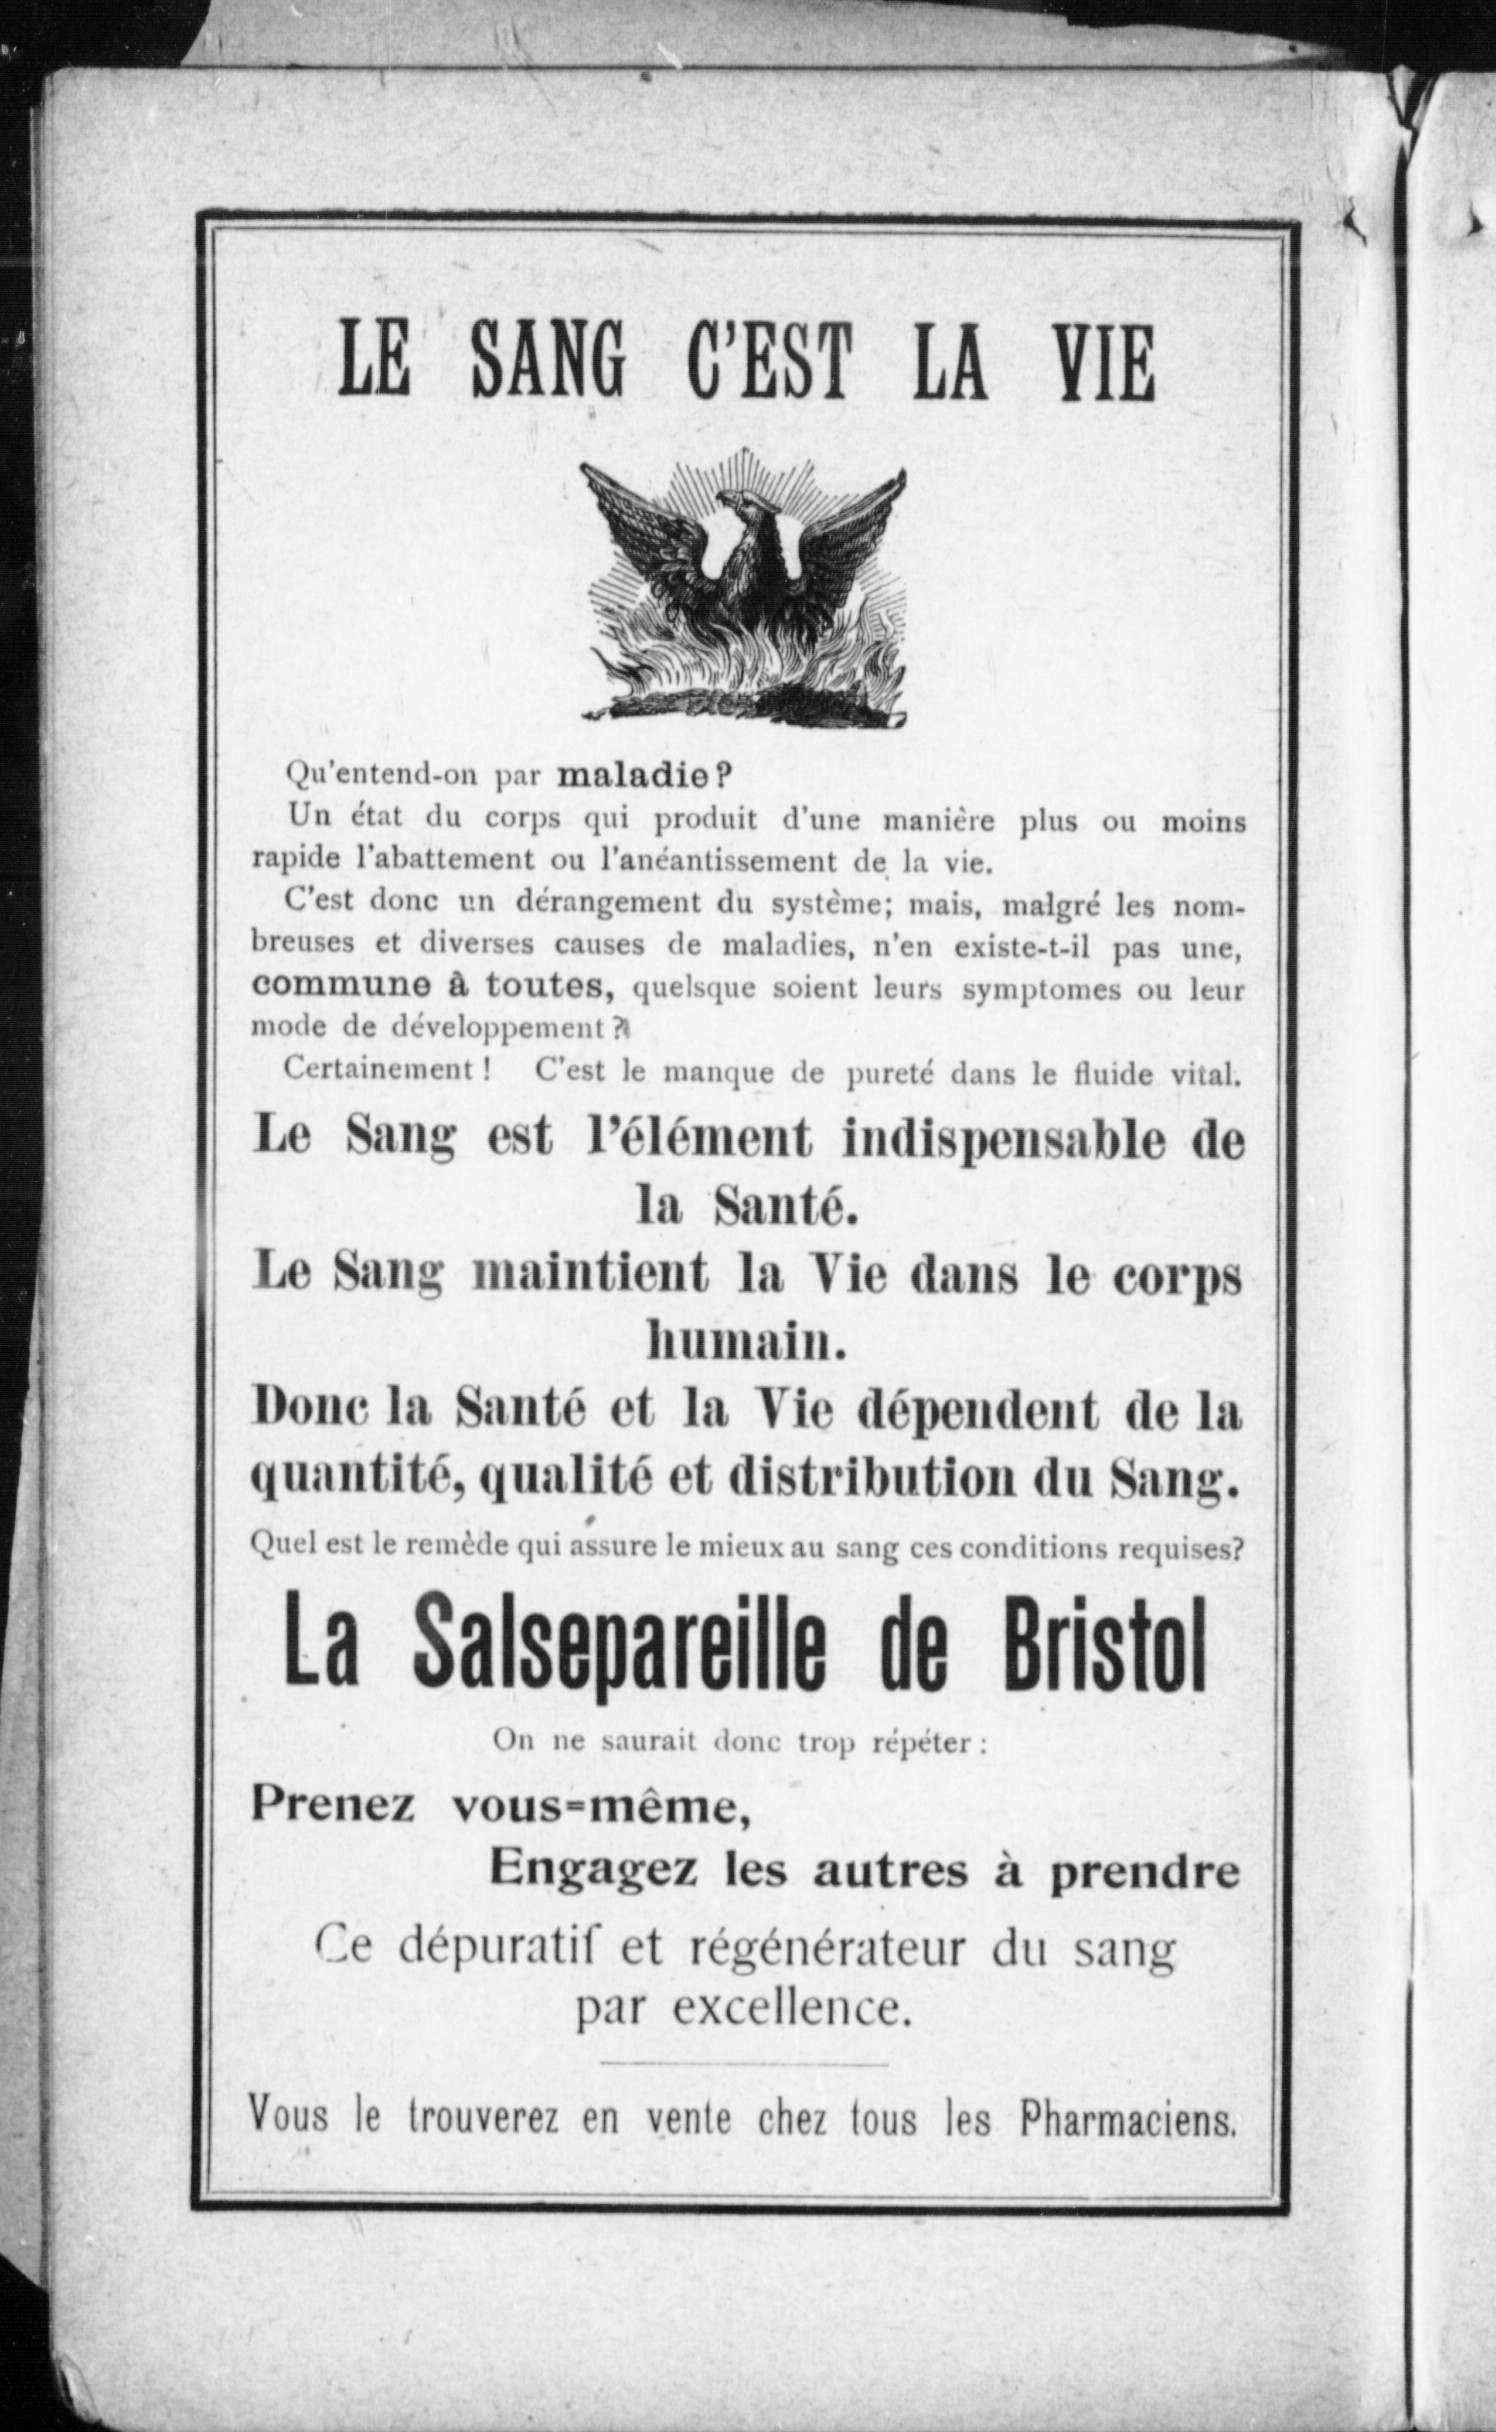 LE SANG C'EST LA VIE
Qu'entend-on par maladie?
Un état du corps qui produit d'une manière plus ou moins
rapide l'abattement ou l'anéantissement de la vie.
C'est donc un dérangement du système; mais, malgré les nom-
breuses et diverses causes de maladies, n'en existe-t-il pas une,
commune à toutes, quelsque soient leurs symptomes ou leur
mode de développement?
Certainement! C'est le manque de pureté dans le fluide vital.
Le Sang est l'élément indispensable de
la Santé.
Le Sang maintient la Vie dans le corps
humain.
Donc la Santé et la Vie dépendent de la
quantité, qualité et distribution du Sang.
Quel est le remède qui assure le mieux au sang ces conditions requises?
La Salsepareille de Bristol
On ne saurait donc trop répéter:
Prenez vous-même,
Engagez les autres à prendre
Ce dépuratif et régénérateur du sang
par excellence.
Vous le trouverez en vente chez tous les Pharmaciens.